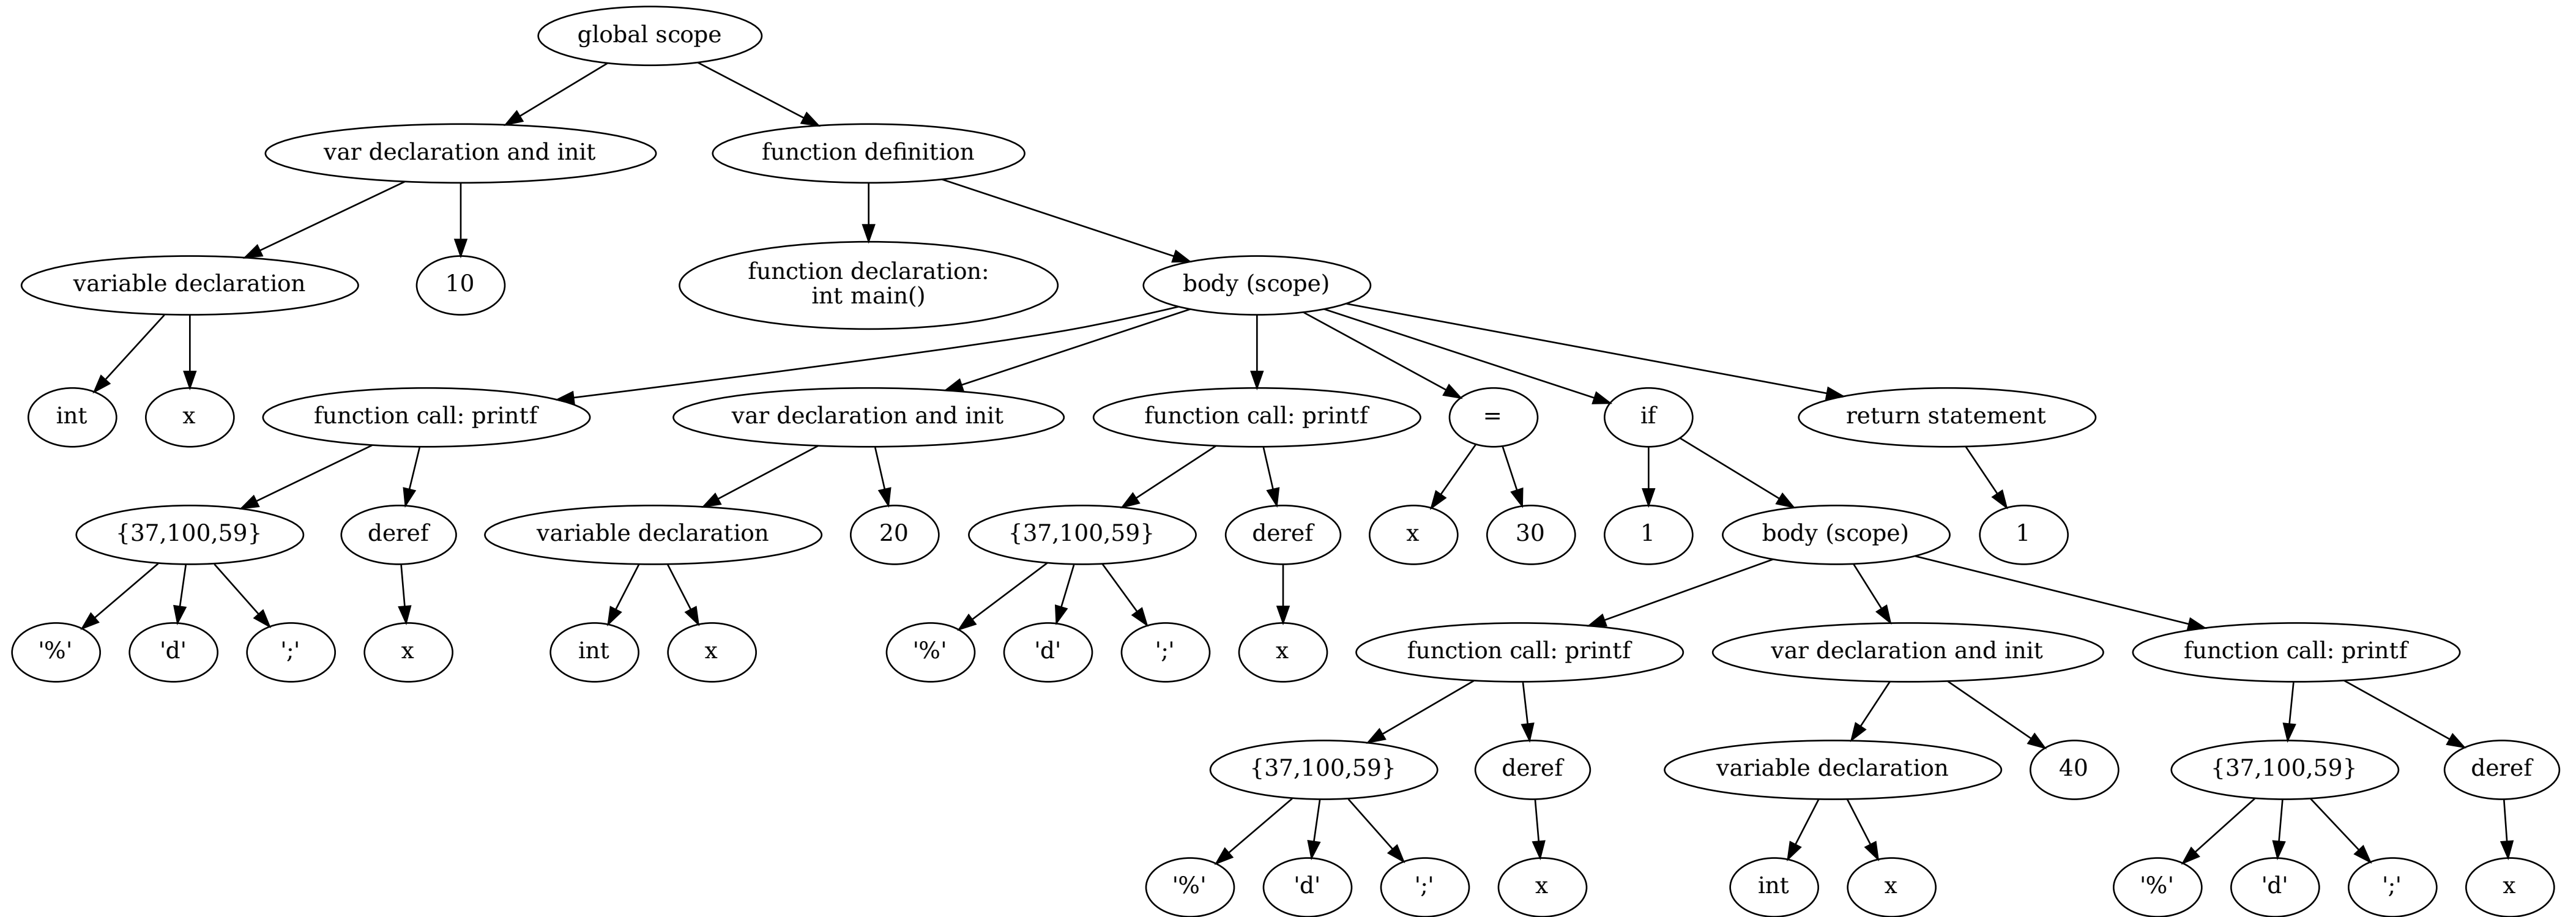 global scope
var declaration and init
function definition
variable declaration
10
function declaration:
int main()
body (scope)
int
x
function call: printf
var declaration and init
function call: printf
=
if
return statement
{37,100,59}
deref
variable declaration
20
{37,100,59}
deref
x
30
1
body (scope)
1
'%'
'd'
';'
x
int
x
'%'
'd'
';'
x
function call: printf
var declaration and init
function call: printf
{37,100,59}
deref
variable declaration
40
{37,100,59}
deref
'%'
'd'
';'
x
int
x
'%'
'd'
';'
x